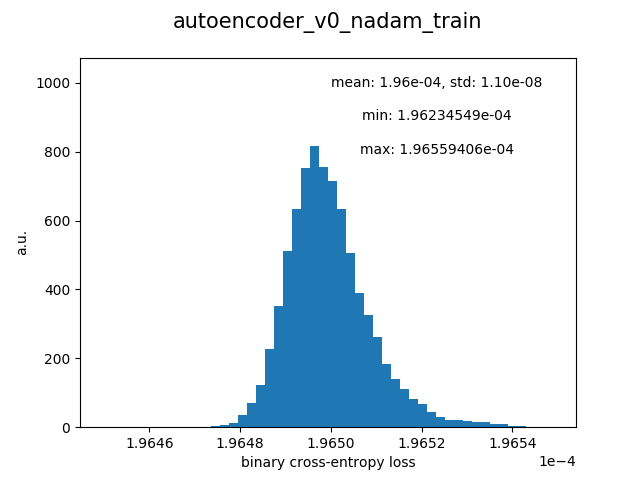 autoencoder_v0_nadam_train
mean: 1.96e-04, std: 1.10e-08
min: 1.96234549e-04
max: 1.96559406e-04
a.u.
1000
800
600
400
200
0
1.9646 1.9648 1.9650 1.9652 1.9654
1e−4
binary cross-entropy loss